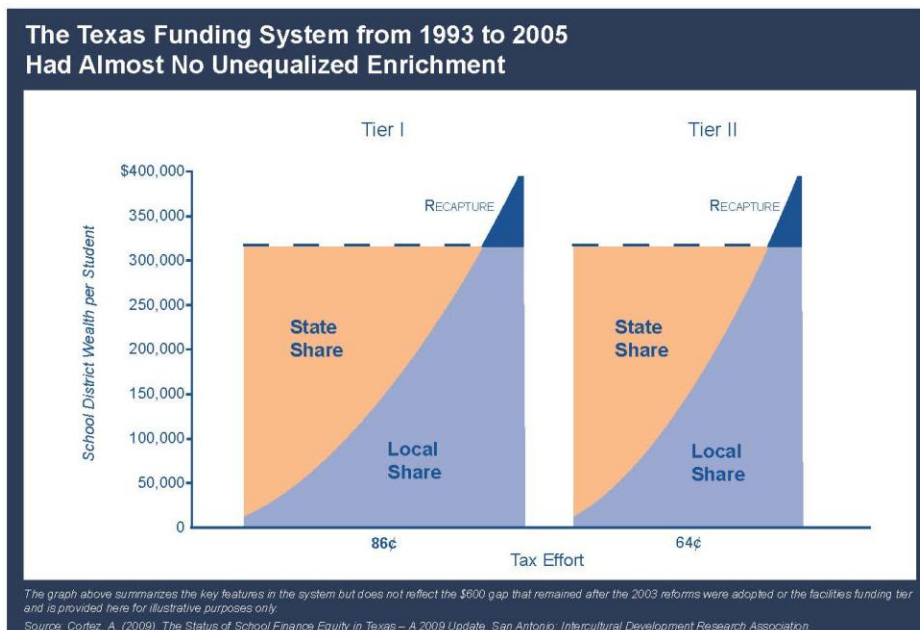 The Texas Funding System from 1993 to 2005
Had Almost No Unequalized Enrichment
Tier I
Tier II
School District Wealth per Student
$400,000
350,000
300,000
250,000
200,000
150,000
100,000
50,000
0
RECAPTURE
State
Share
Local
Share
86¢
RECAPTURE
State
Share
Local
Share
64¢
Tax Effort
The graph above summarizes the key features in the system but does not reflect the $600 gap that remained after the 2003 reforms were adopted or the facilities funding tier
and is provided here for illustrative purposes only.
Source: Cortez, A. (2009). The Status of School Finance Equity in Texas – A 2009 Update. San Antonio: Intercultural Development Research Association.